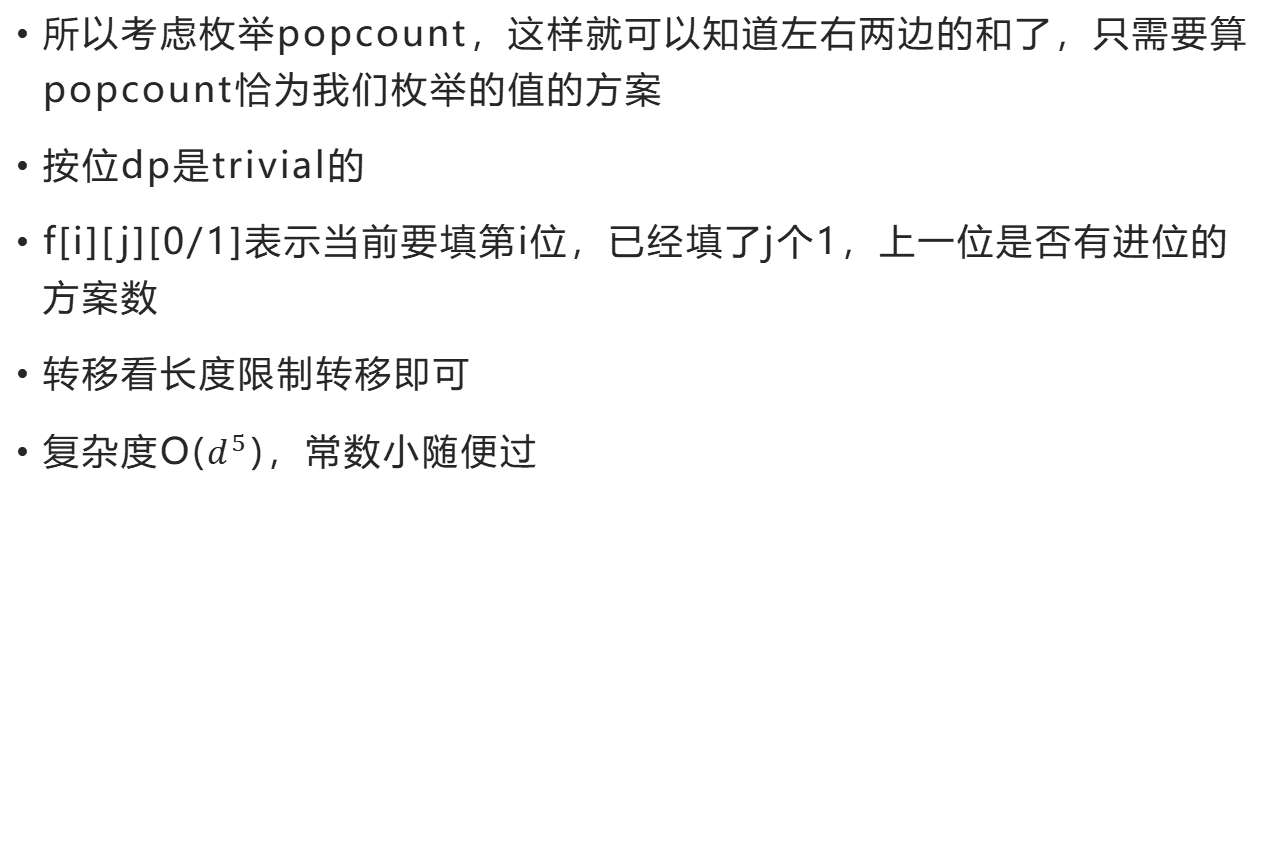 • 所以考虑枚举popcount，这样就可以知道左右两边的和了，只需要算
popcount恰为我们枚举的值的方案
• 按位dp是trivial的
• f[i][j][0/1]表示当前要填第i位，已经填了j个1，上一位是否有进位的
方案数
• 转移看长度限制转移即可
• 复杂度O(𝑑⁵)，常数小随便过